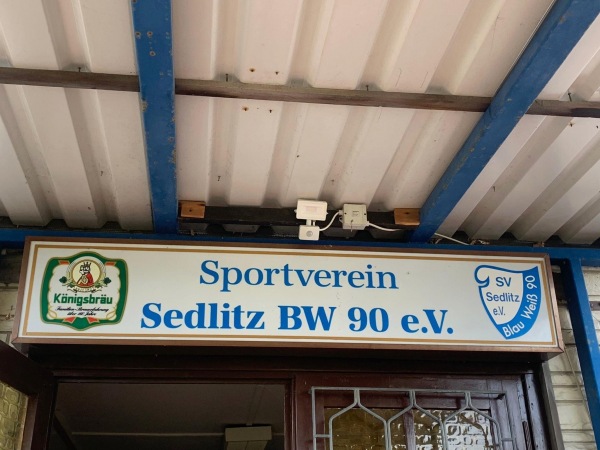 Königsbräu
Sportverein
Sedlitz BW 90 e.V.
SV
Sedlitz
e.V.
Blau Weiß 90